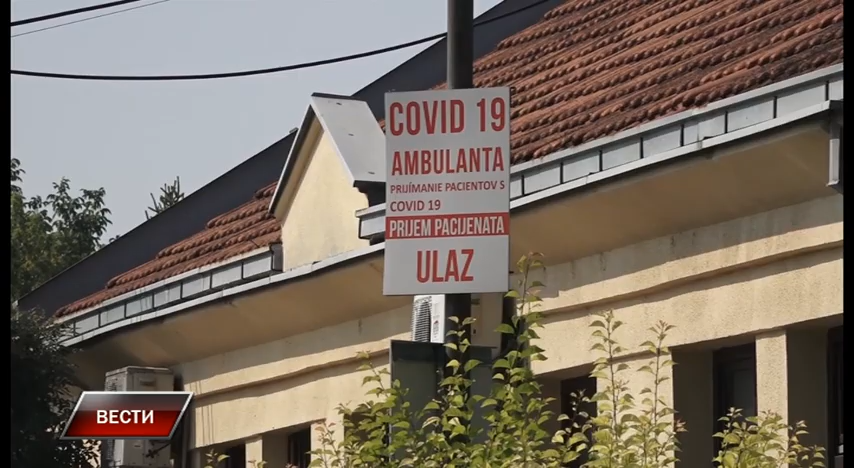 COVID 19
AMBULANTA
PRIJÍMANIE PACIENTOV S
COVID 19
PRIJEM PACIJENATA
ULAZ
ВЕСТИ